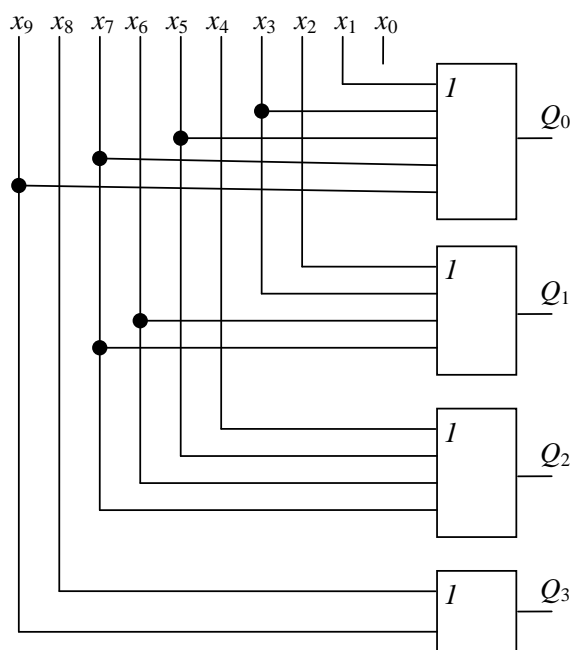 x₉ x₈ x₇ x₆ x₅ x₄ x₃ x₂ x₁ x₀
1
Q₀
1
Q₁
1
Q₂
1
Q₃